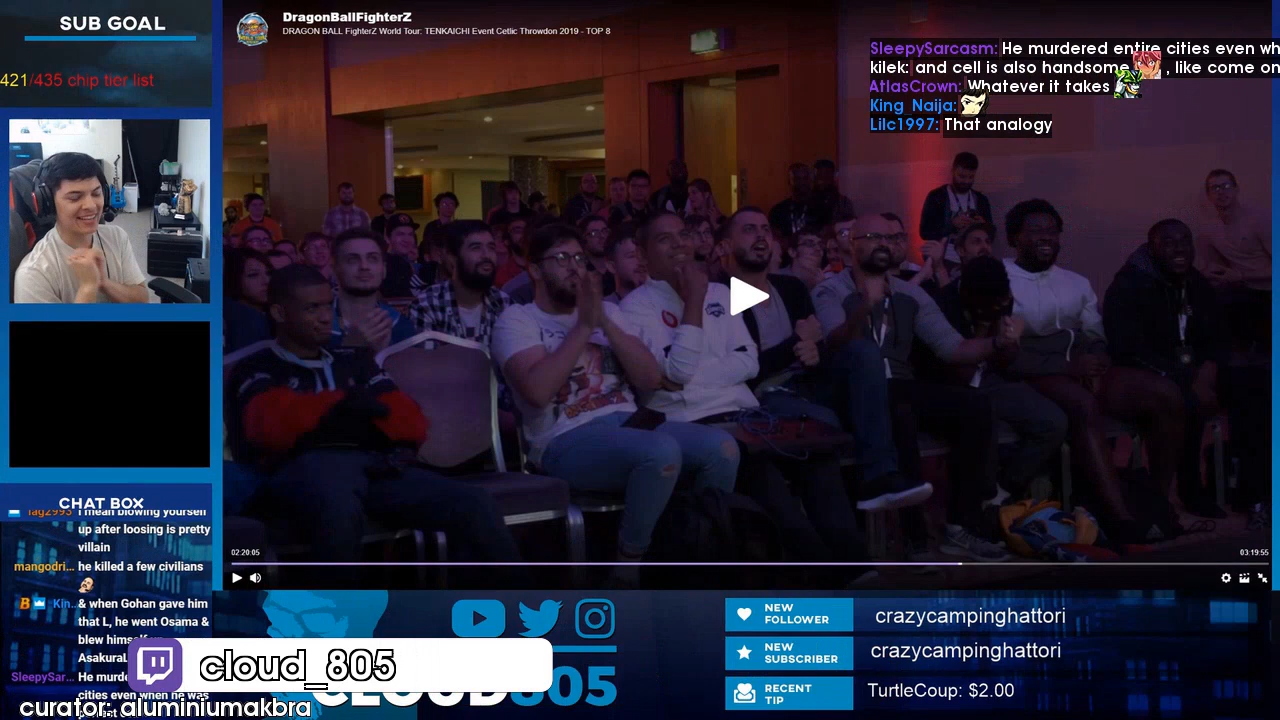 SUB GOAL
421/435 chip tier list
DragonBallFighterZ
DRAGON BALL FighterZ World Tour: TENKAICHI Event Cetlic Throwdon 2019 - TOP 8
SleepySarcasm: He murdered entire cities even wh
kilek: and cell is also handsome , like come on
AtlasCrown: Whatever it takes
King_Naija:
Lilc1997: That analogy
02:20:05
03:19:55
CHAT BOX
I mean blowing yourself
up after loosing is pretty
villain
mangodri... he killed a few civilians
B Kin.. & when Gohan gave him
that L, he went Osama &
blew himself up
AsakuraL
SleepySar... He murde
cities even when he was
cloud_805
curator: aluminiumakbra
CLOUD805
NEW
FOLLOWER
crazycampinghattori
NEW
SUBSCRIBER
crazycampinghattori
RECENT
TIP
TurtleCoup: $2.00